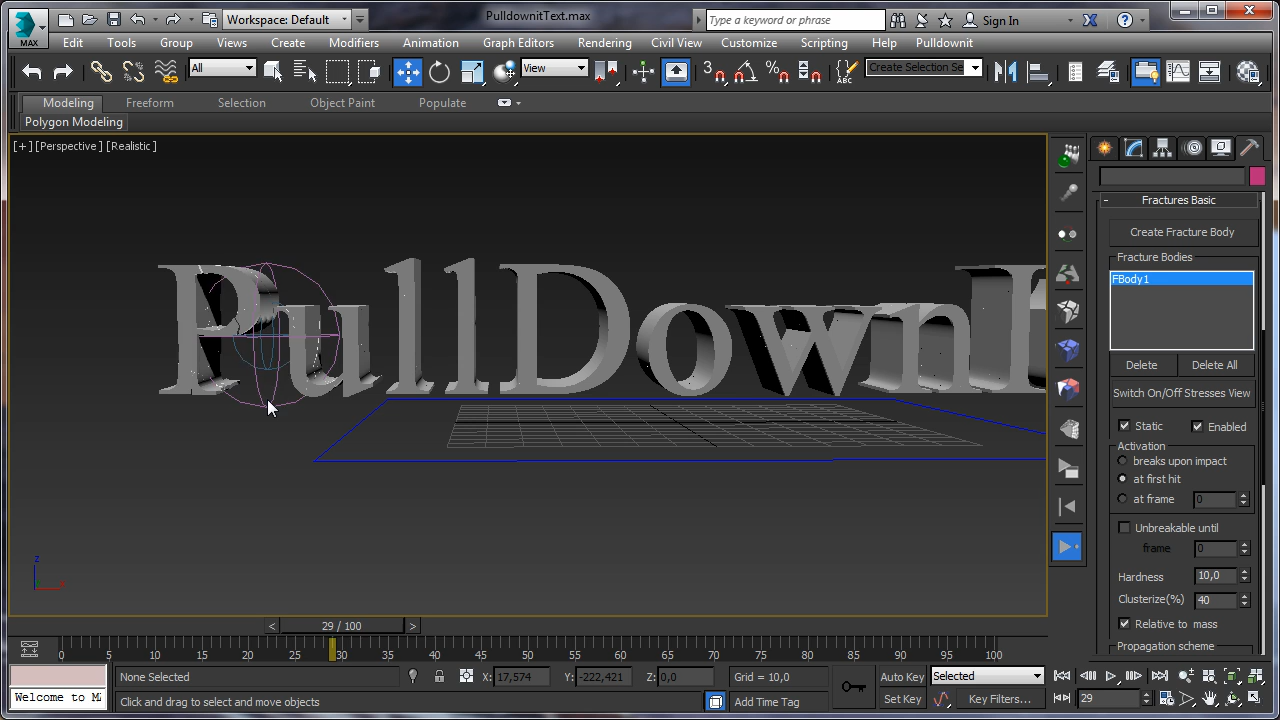 MAX
Workspace: Default
PulldownitText.max
Type a keyword or phrase
Sign In
Edit Tools Group Views Create Modifiers Animation Graph Editors Rendering Civil View Customize Scripting Help Pulldownit
All
View
3
ABC
Create Selection Se
Modeling Freeform Selection Object Paint Populate
Polygon Modeling
[+] [Perspective] [Realistic]
PullDown
z
- Fractures Basic
Create Fracture Body
Fracture Bodies
FBody1
Delete Delete All
Switch On/Off Stresses View
Static Enabled
Activation
breaks upon impact
at first hit
at frame 0
Unbreakable until
frame 0
Hardness 10,0
Clusterize(%) 40
Relative to mass
Propagation scheme
< 29 / 100 >
0 5 10 15 20 25 30 35 40 45 50 55 60 65 70 75 80 85 90 95 100
None Selected
X: 17,574 Y: -222,421 Z: 0,0
Grid = 10,0
Auto Key Selected
Welcome to M
Click and drag to select and move objects
Add Time Tag
Set Key Key Filters...
29